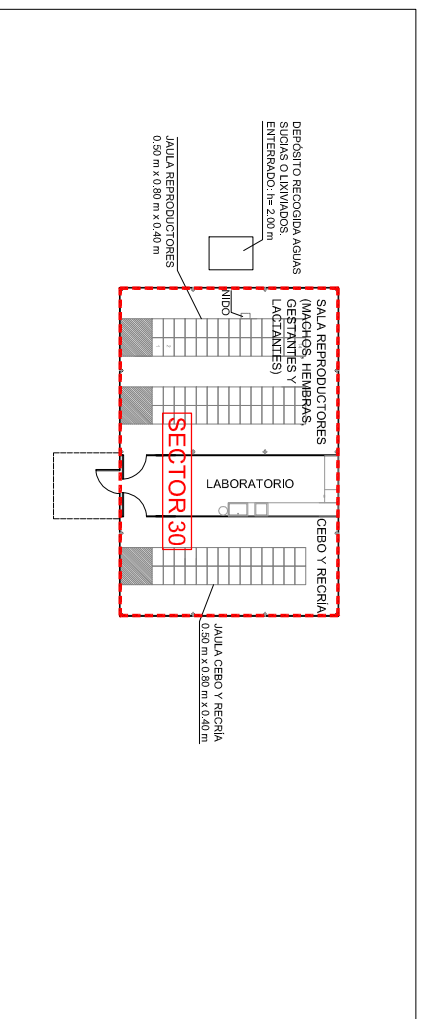 DEPÓSITO RECOGIDA AGUAS
SUCIAS O LIXIVIADOS.
ENTERRADO: h= 2.00 m
JAULA REPRODUCTORES
0.50 m x 0.80 m x 0.40 m
NIDO
SALA REPRODUCTORES
(MACHOS, HEMBRAS,
GESTANTES Y
LACTANTES)
SECTOR 30
LABORATORIO
CEBO Y RECRÍA
JAULA CEBO Y RECRÍA
0.50 m x 0.80 m x 0.40 m